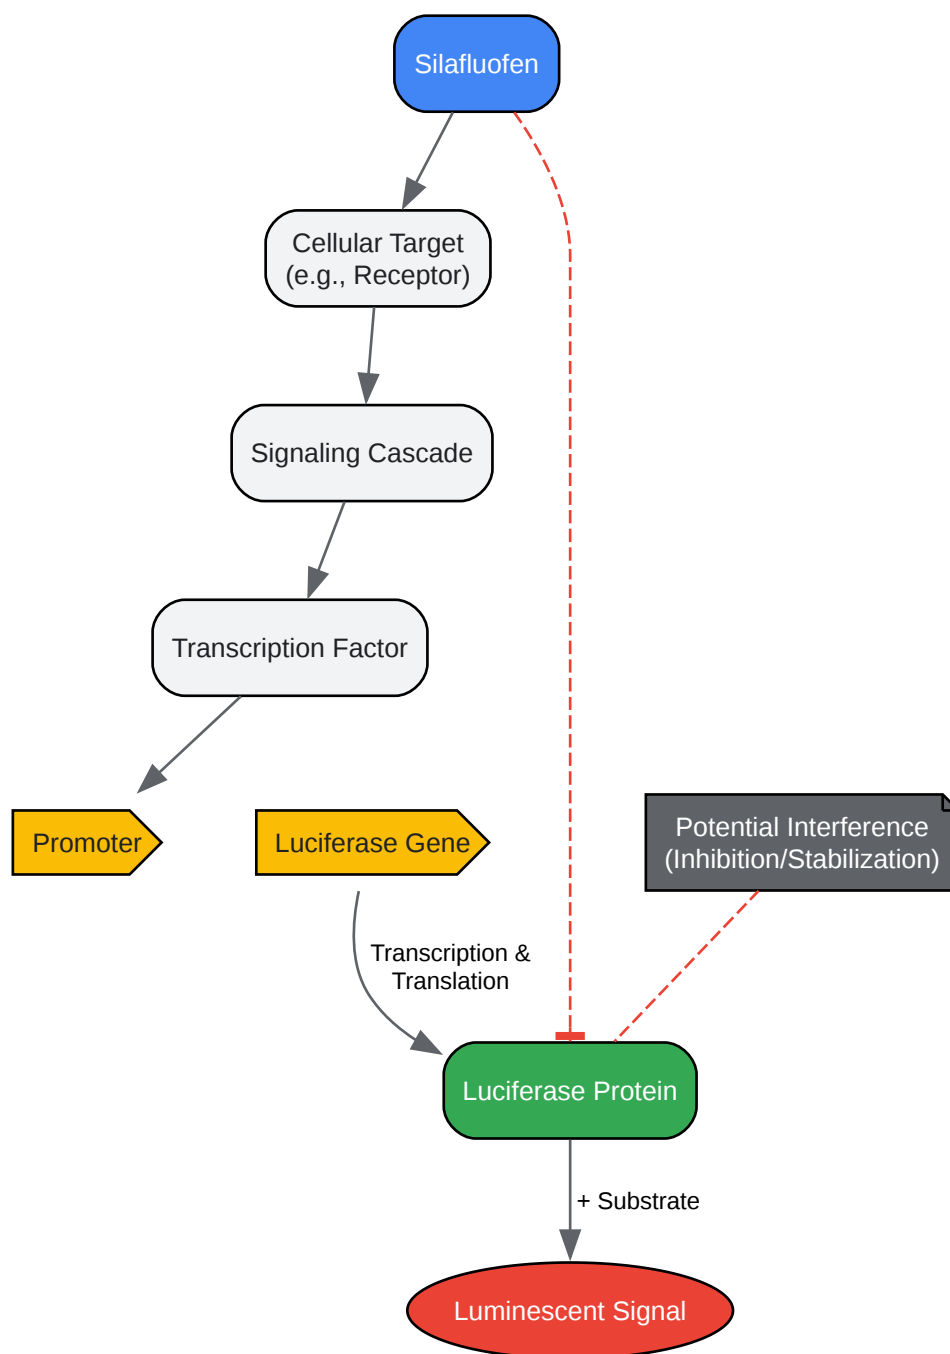 Silafluofen
Cellular Target
(e.g., Receptor)
Signaling Cascade
Transcription Factor
Promoter
Luciferase Gene
Potential Interference
(Inhibition/Stabilization)
Transcription &
Translation
Luciferase Protein
+ Substrate
Luminescent Signal